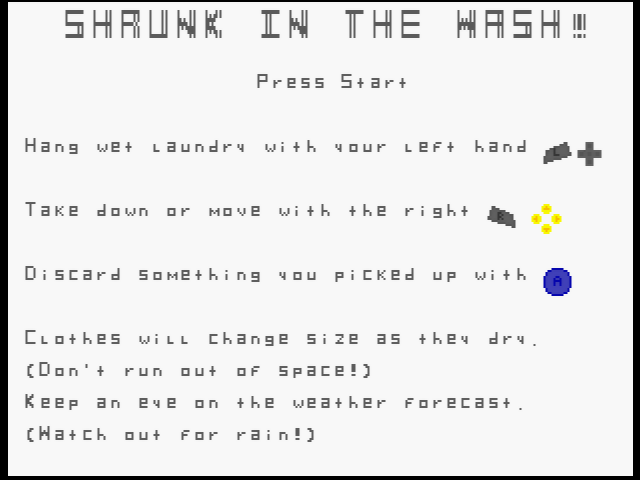 SHRUNK IN THE WASH!!
Press Start
Hang wet laundry with your left hand L
Take down or move with the right R
Discard something you picked up with A
Clothes will change size as they dry.
(Don't run out of space!)
Keep an eye on the weather forecast.
(Watch out for rain!)